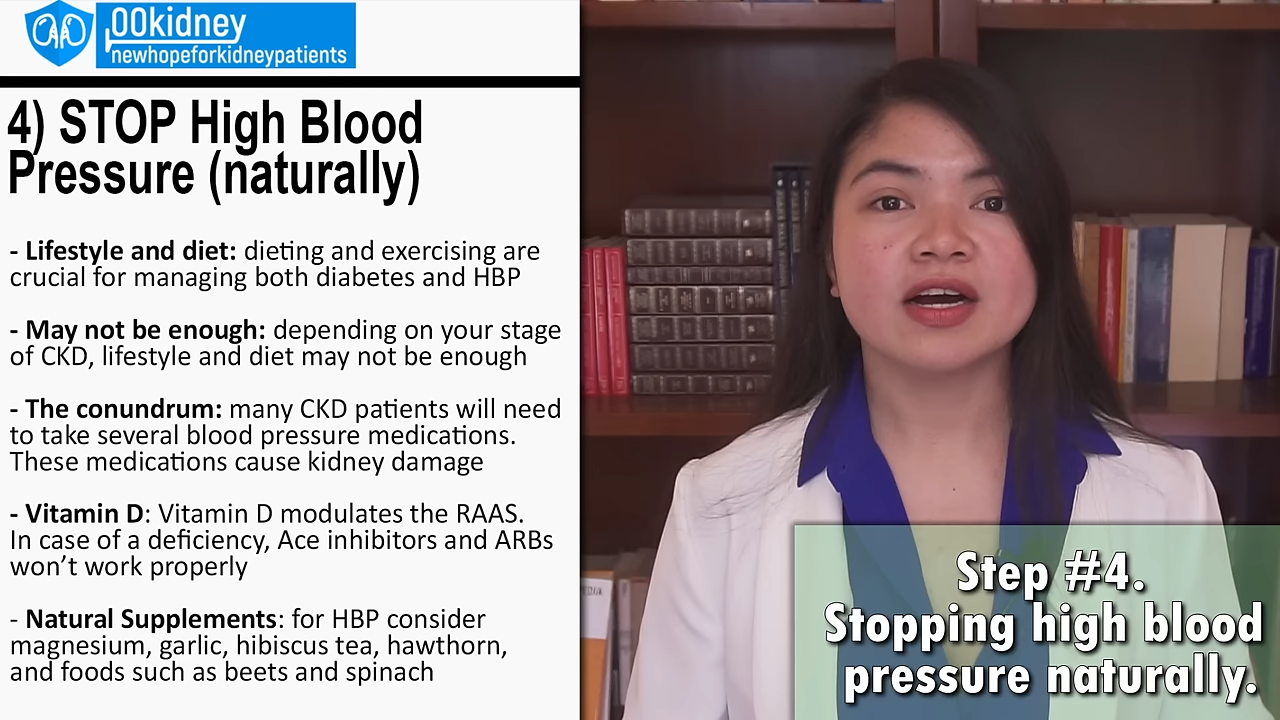 00kidney
newhopeforkidneypatients
4) STOP High Blood
Pressure (naturally)
- Lifestyle and diet: dieting and exercising are
crucial for managing both diabetes and HBP
- May not be enough: depending on your stage
of CKD, lifestyle and diet may not be enough
- The conundrum: many CKD patients will need
to take several blood pressure medications.
These medications cause kidney damage
- Vitamin D: Vitamin D modulates the RAAS.
In case of a deficiency, Ace inhibitors and ARBs
won't work properly
- Natural Supplements: for HBP consider
magnesium, garlic, hibiscus tea, hawthorn,
and foods such as beets and spinach
Step #4.
Stopping high blood
pressure naturally.